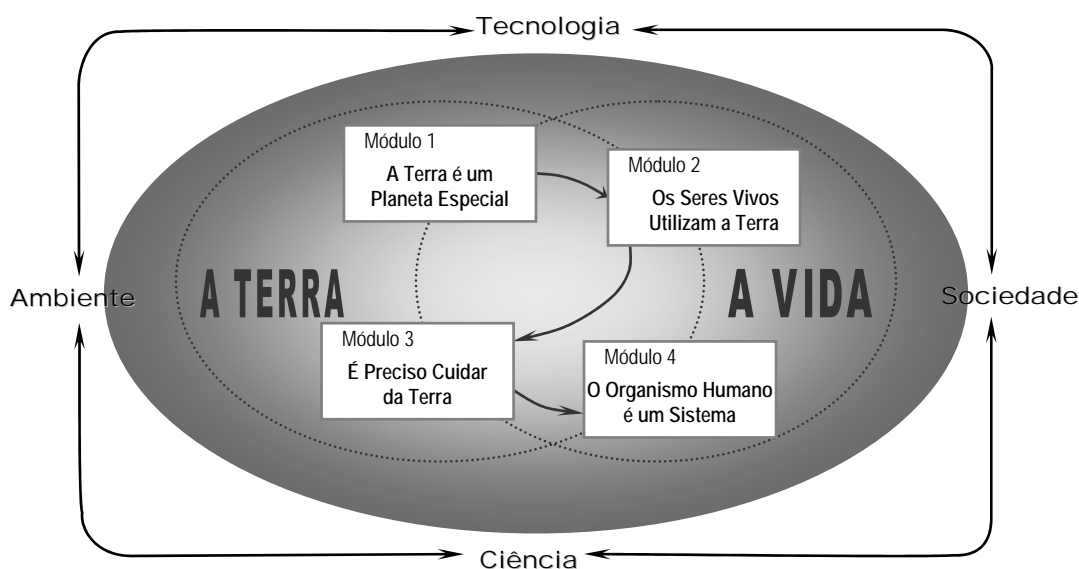 Tecnologia
Módulo 1
A Terra é um
Planeta Especial
Módulo 2
Os Seres Vivos
Utilizam a Terra
A TERRA
A VIDA
Ambiente
Sociedade
Módulo 3
É Preciso Cuidar
da Terra
Módulo 4
O Organismo Humano
é um Sistema
Ciência